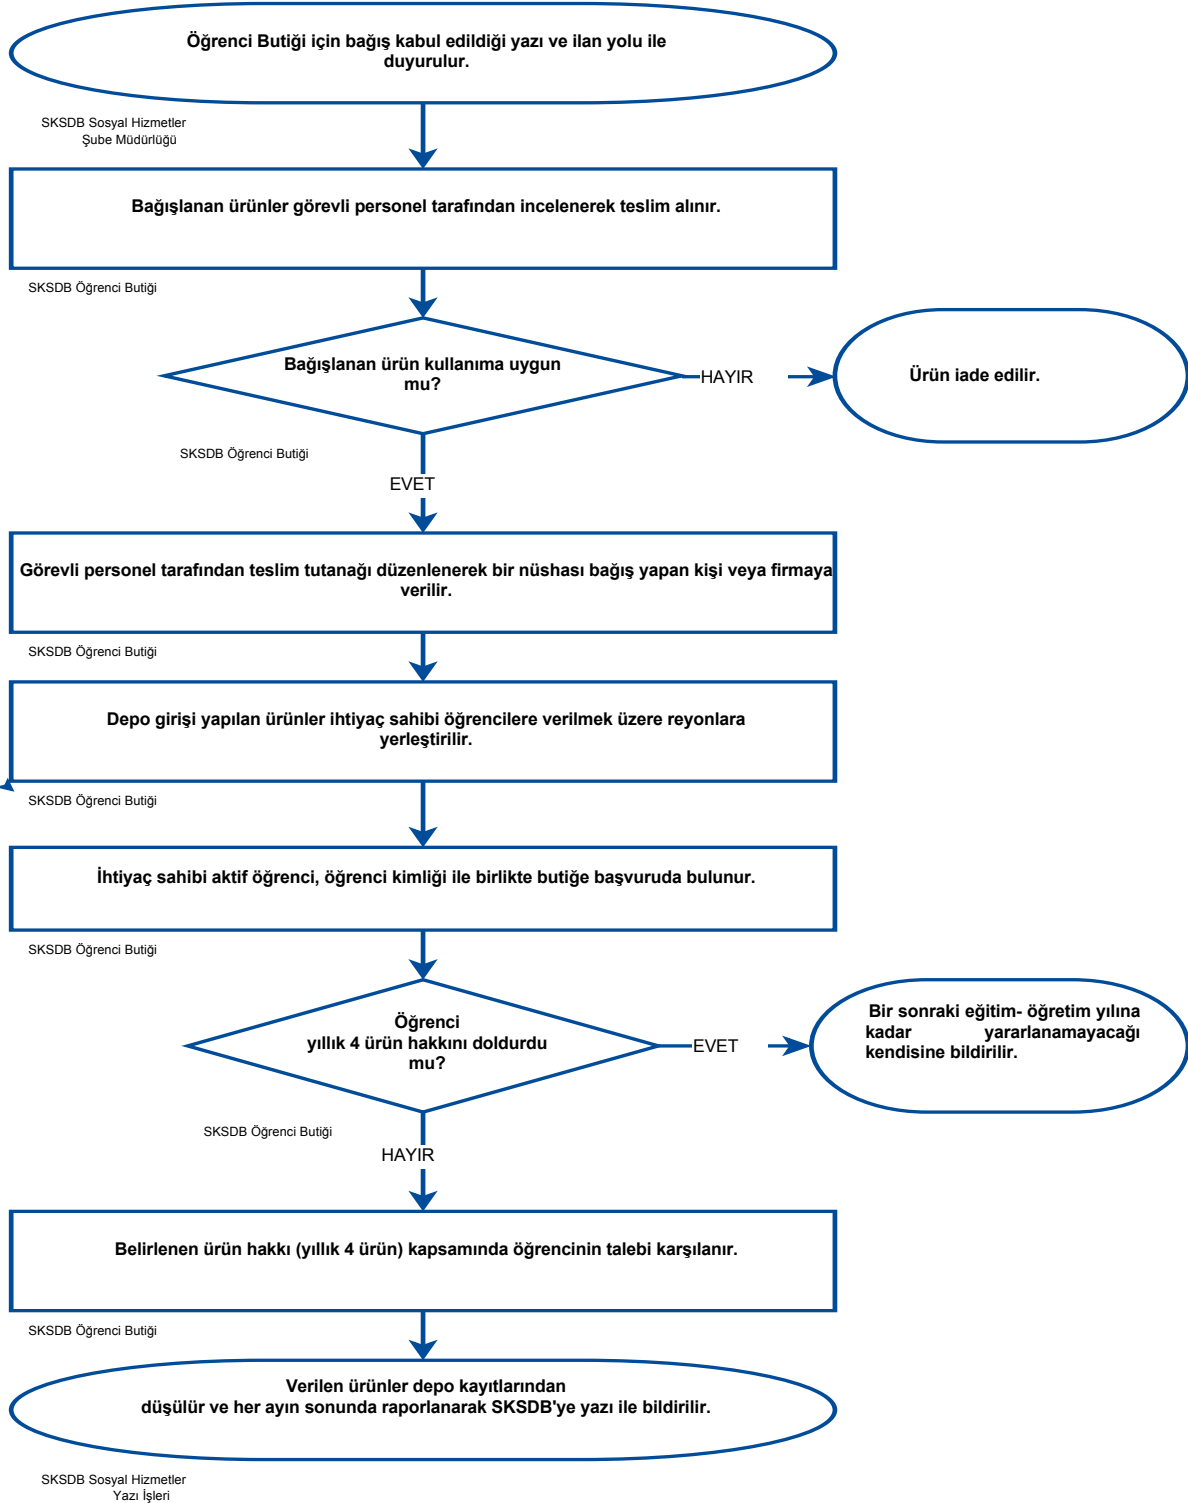 Öğrenci Butiği için bağış kabul edildiği yazı ve ilan yolu ile
duyurulur.
SKSDB Sosyal Hizmetler
Şube Müdürlüğü
Bağışlanan ürünler görevli personel tarafından incelenerek teslim alınır.
SKSDB Öğrenci Butiği
Bağışlanan ürün kullanıma uygun
mu?
HAYIR
Ürün iade edilir.
SKSDB Öğrenci Butiği
EVET
Görevli personel tarafından teslim tutanağı düzenlenerek bir nüshası bağış yapan kişi veya firmaya
verilir.
SKSDB Öğrenci Butiği
Depo girişi yapılan ürünler ihtiyaç sahibi öğrencilere verilmek üzere reyonlara
yerleştirilir.
SKSDB Öğrenci Butiği
İhtiyaç sahibi aktif öğrenci, öğrenci kimliği ile birlikte butiğe başvuruda bulunur.
SKSDB Öğrenci Butiği
Öğrenci
yıllık 4 ürün hakkını doldurdu
mu?
EVET
Bir sonraki eğitim- öğretim yılına
kadar yararlanamayacağı
kendisine bildirilir.
SKSDB Öğrenci Butiği
HAYIR
Belirlenen ürün hakkı (yıllık 4 ürün) kapsamında öğrencinin talebi karşılanır.
SKSDB Öğrenci Butiği
Verilen ürünler depo kayıtlarından
düşülür ve her ayın sonunda raporlanarak SKSDB'ye yazı ile bildirilir.
SKSDB Sosyal Hizmetler
Yazı İşleri